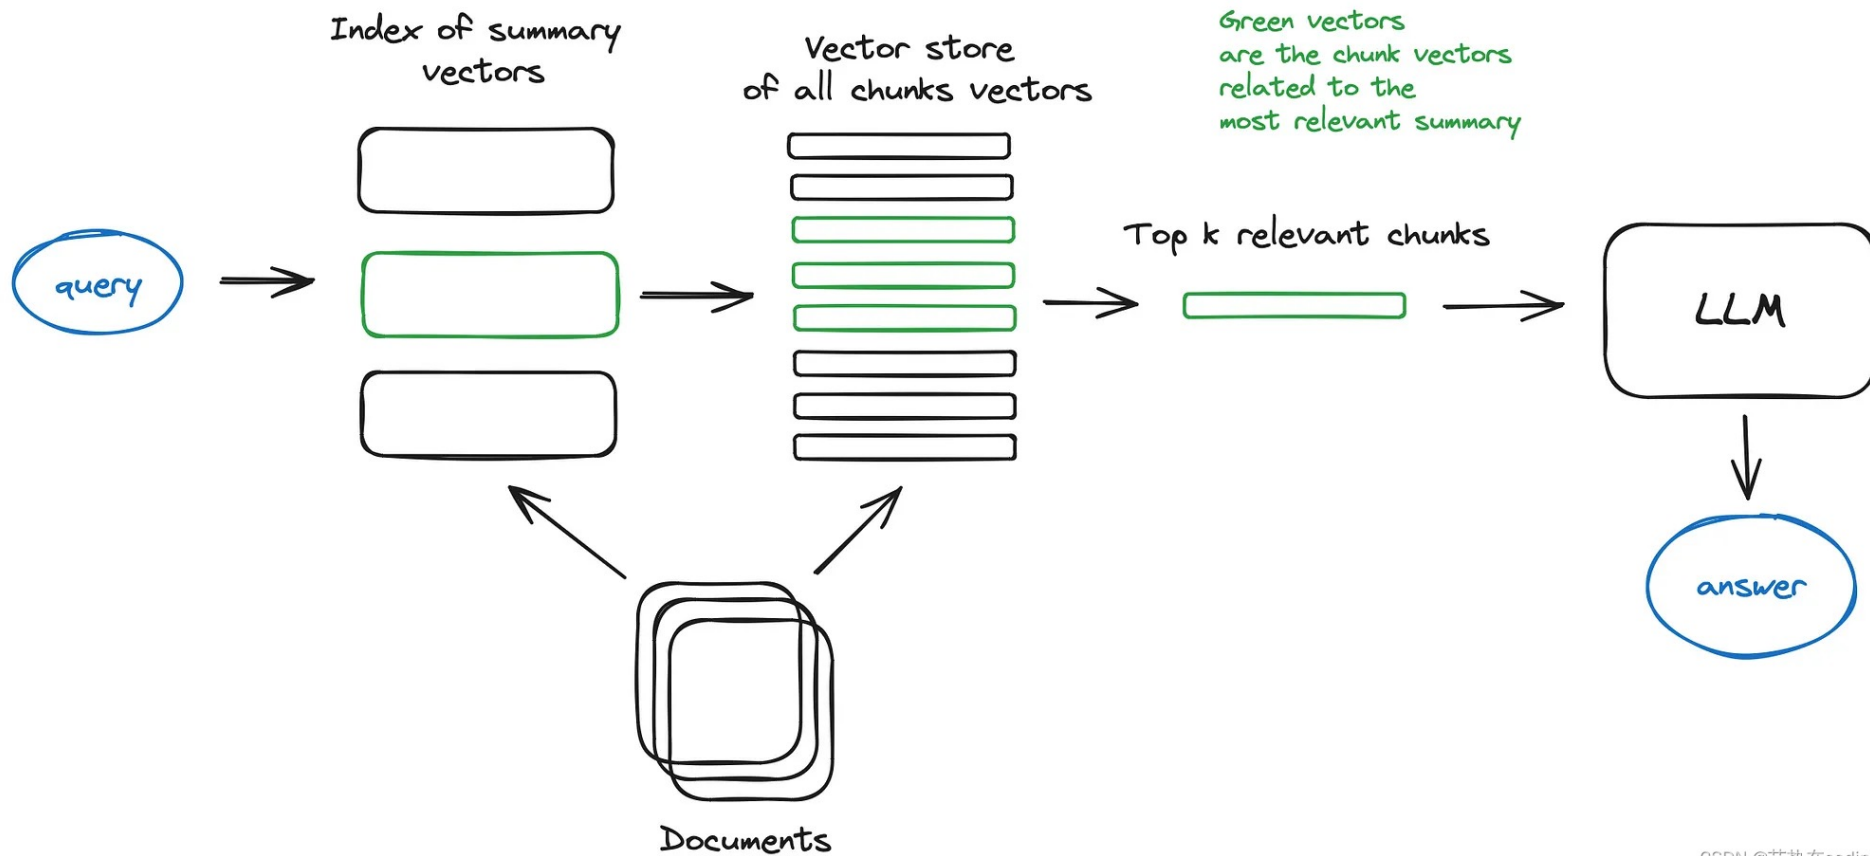 Index of summary
vectors
Vector store
of all chunks vectors
Green vectors
are the chunk vectors
related to the
most relevant summary
query
Top k relevant chunks
LLM
answer
Documents